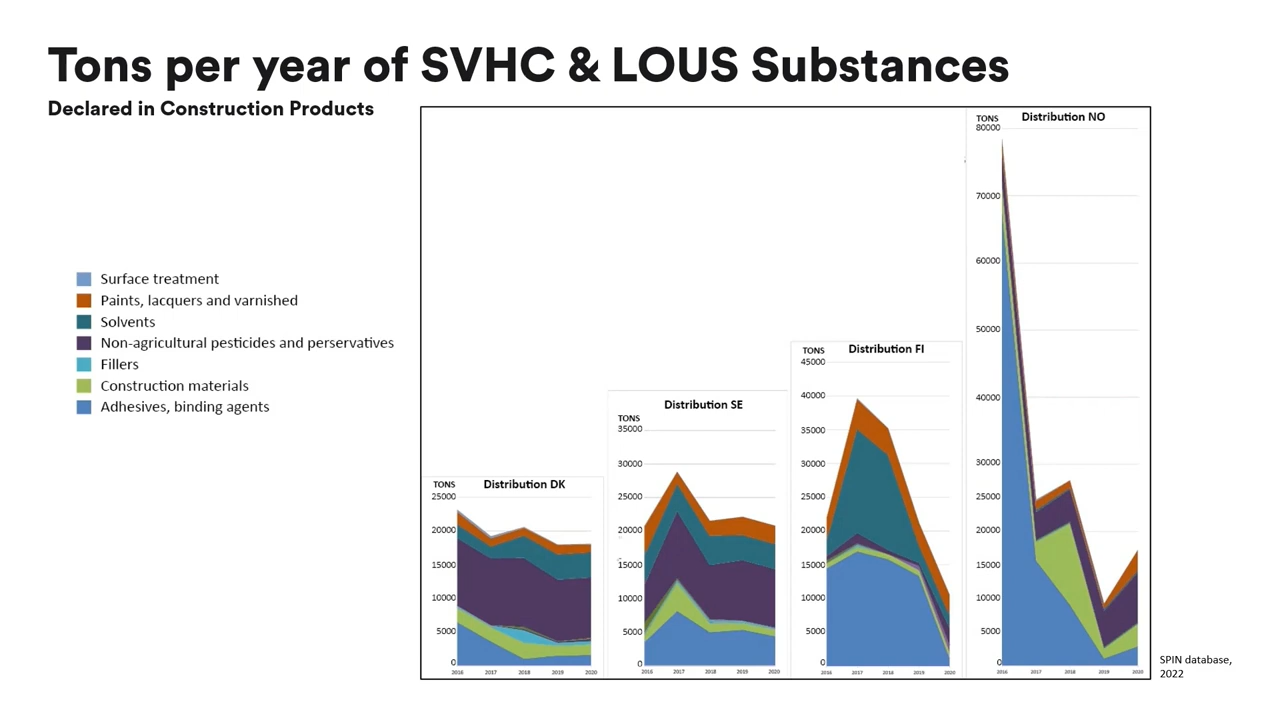 Tons per year of SVHC & LOUS Substances
Declared in Construction Products
Surface treatment
Paints, lacquers and varnished
Solvents
Non-agricultural pesticides and perservatives
Fillers
Construction materials
Adhesives, binding agents
Distribution DK
TONS
25000
20000
15000
10000
5000
0
2016 2017 2018 2019 2020
Distribution SE
TONS
35000
30000
25000
20000
15000
10000
5000
0
2016 2017 2018 2019 2020
TONS Distribution FI
45000
40000
35000
30000
25000
20000
15000
10000
5000
0
2016 2017 2018 2019 2020
TONS Distribution NO
80000
70000
60000
50000
40000
30000
25000
20000
15000
10000
5000
0
2016 2017 2018 2019 2020
SPIN database,
2022